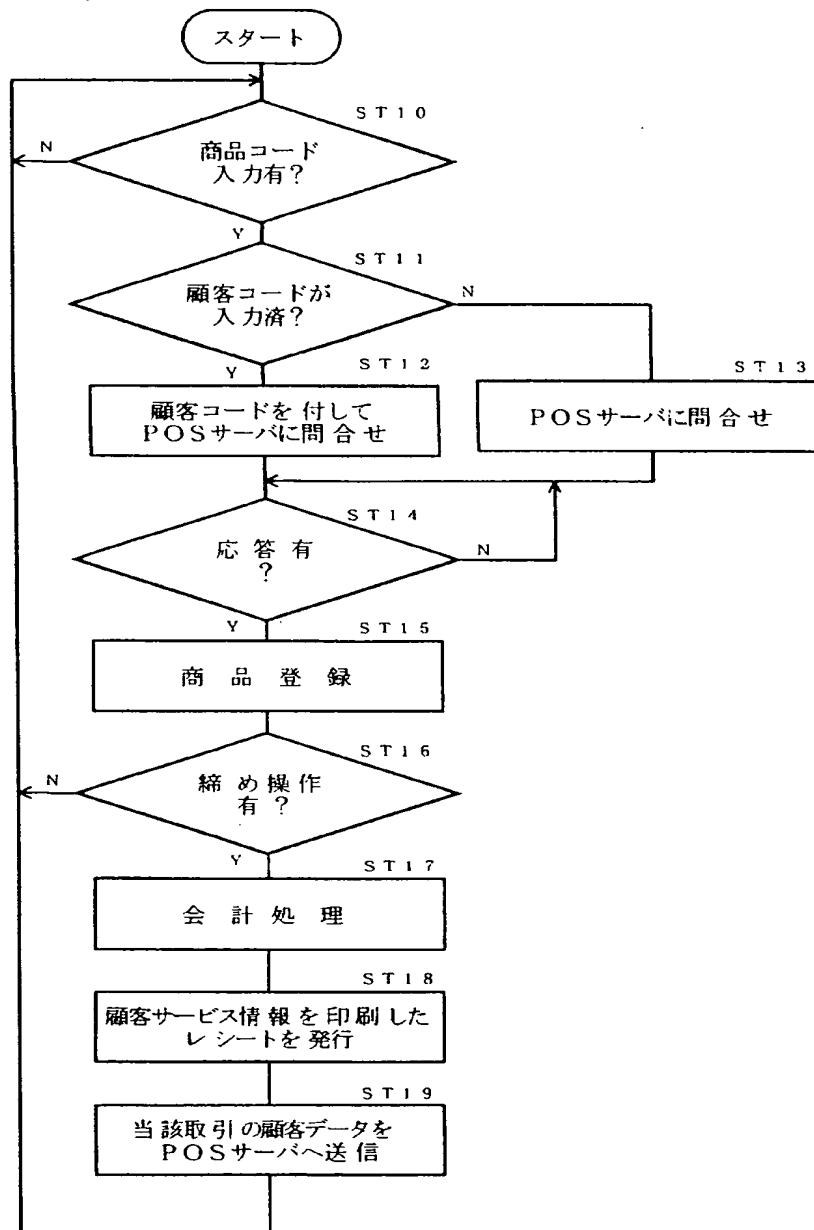 スタート
ST10
商品コード
入力有?
N
Y
ST11
顧客コードが
入力済?
N
Y
ST12
顧客コードを付して
POSサーバに問合せ
ST13
POSサーバに問合せ
ST14
応答有
?
N
Y
ST15
商品登録
ST16
締め操作
有?
N
Y
ST17
会計処理
ST18
顧客サービス情報を印刷した
レシートを発行
ST19
当該取引の顧客データを
POSサーバへ送信